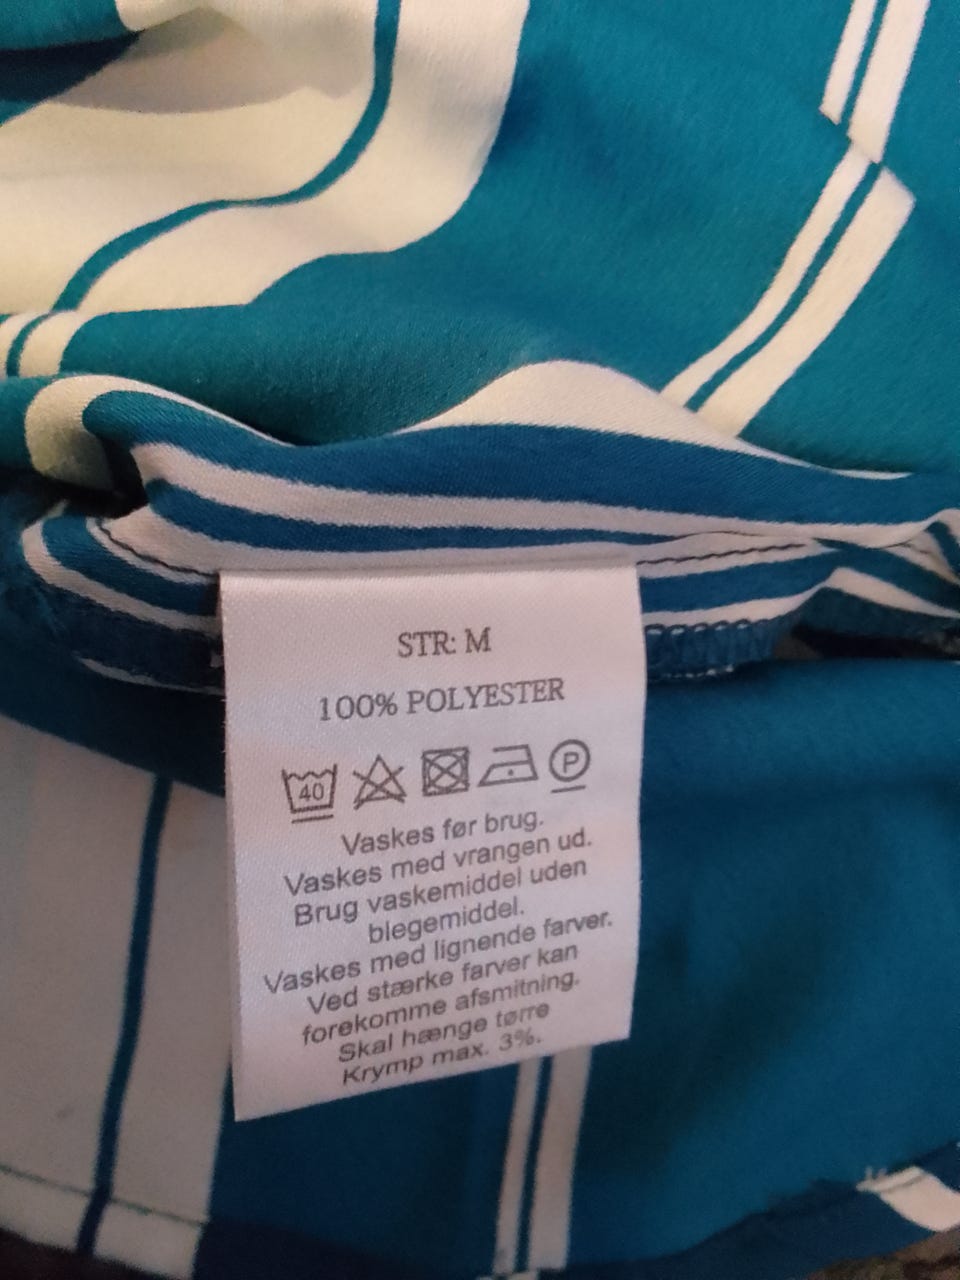 STR: M
100% POLYESTER
40 P
Vaskes før brug.
Vaskes med vrangen ud.
Brug vaskemiddel uden
blegemiddel.
Vaskes med lignende farver.
Ved stærke farver kan
forekomme afsmitning.
Skal hænge tørre
Krymp max. 3%.